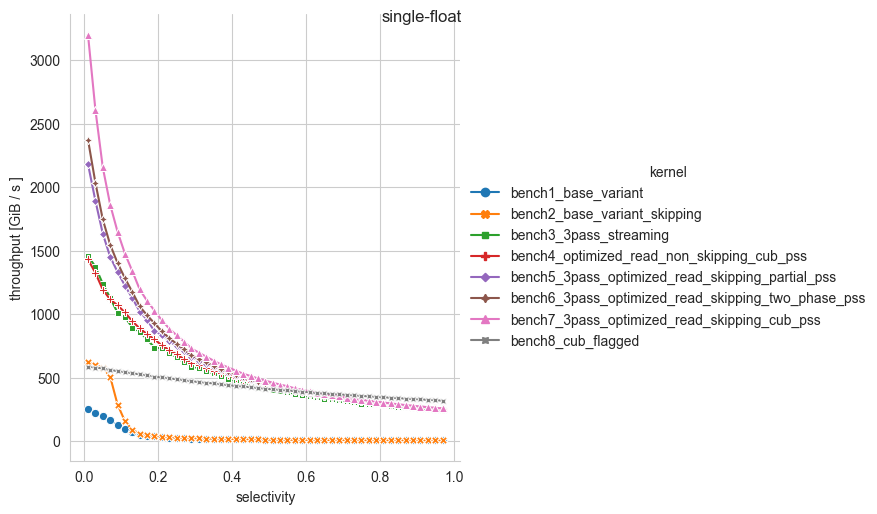 single-float
3000
2500
2000
1500
1000
500
0
throughput [GiB / s ]
0.0 0.2 0.4 0.6 0.8 1.0
selectivity
kernel
bench1_base_variant
bench2_base_variant_skipping
bench3_3pass_streaming
bench4_optimized_read_non_skipping_cub_pss
bench5_3pass_optimized_read_skipping_partial_pss
bench6_3pass_optimized_read_skipping_two_phase_pss
bench7_3pass_optimized_read_skipping_cub_pss
bench8_cub_flagged